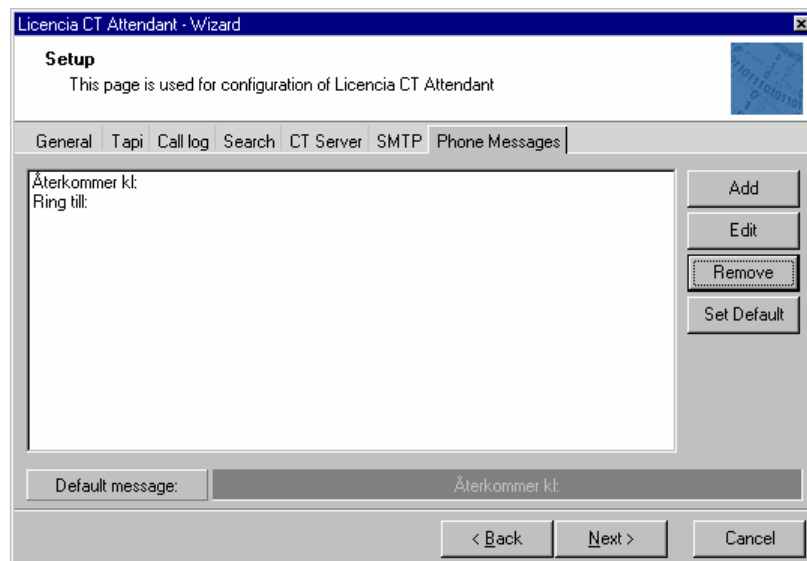 Licencia CT Attendant - Wizard
Setup
This page is used for configuration of Licencia CT Attendant
General Tapi Call log Search CT Server SMTP Phone Messages
Återkommer kl:
Ring till:
Add
Edit
Remove
Set Default
Default message: Återkommer kl:
< Back Next > Cancel